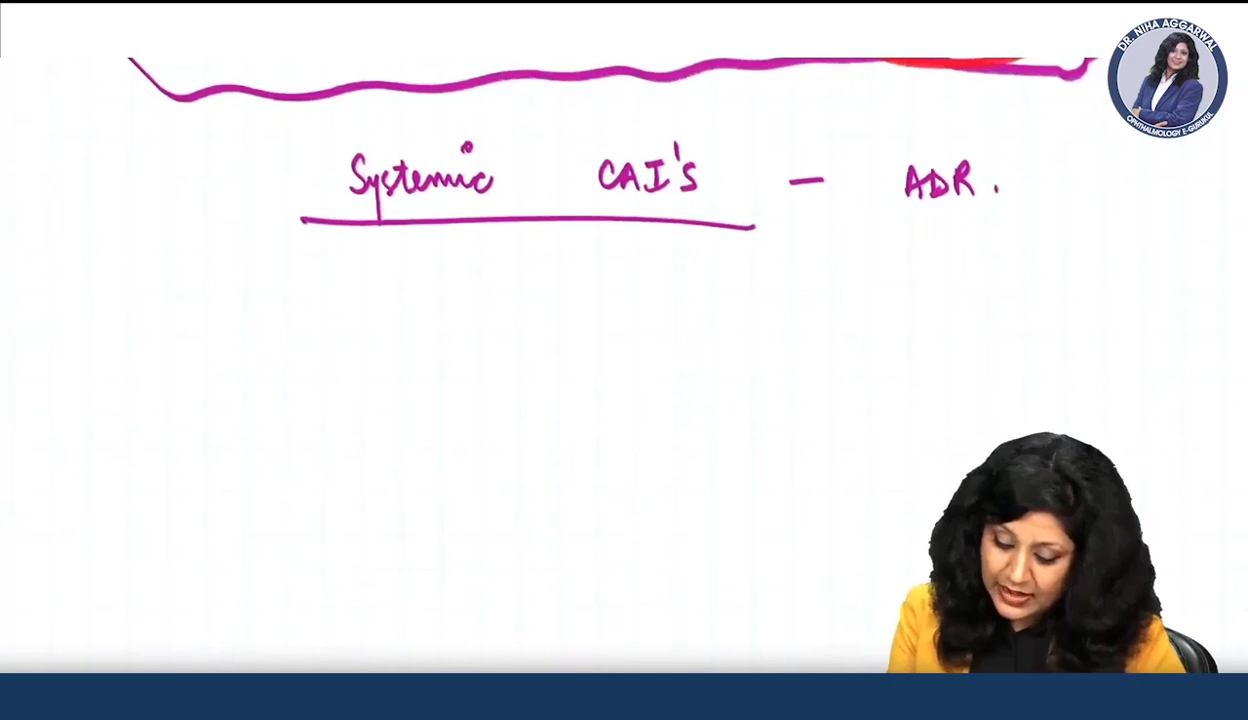 DR. NIHA AGGARWAL
OPHTHALMOLOGY E-GURUKUL
Systemic CAI's - ADR.